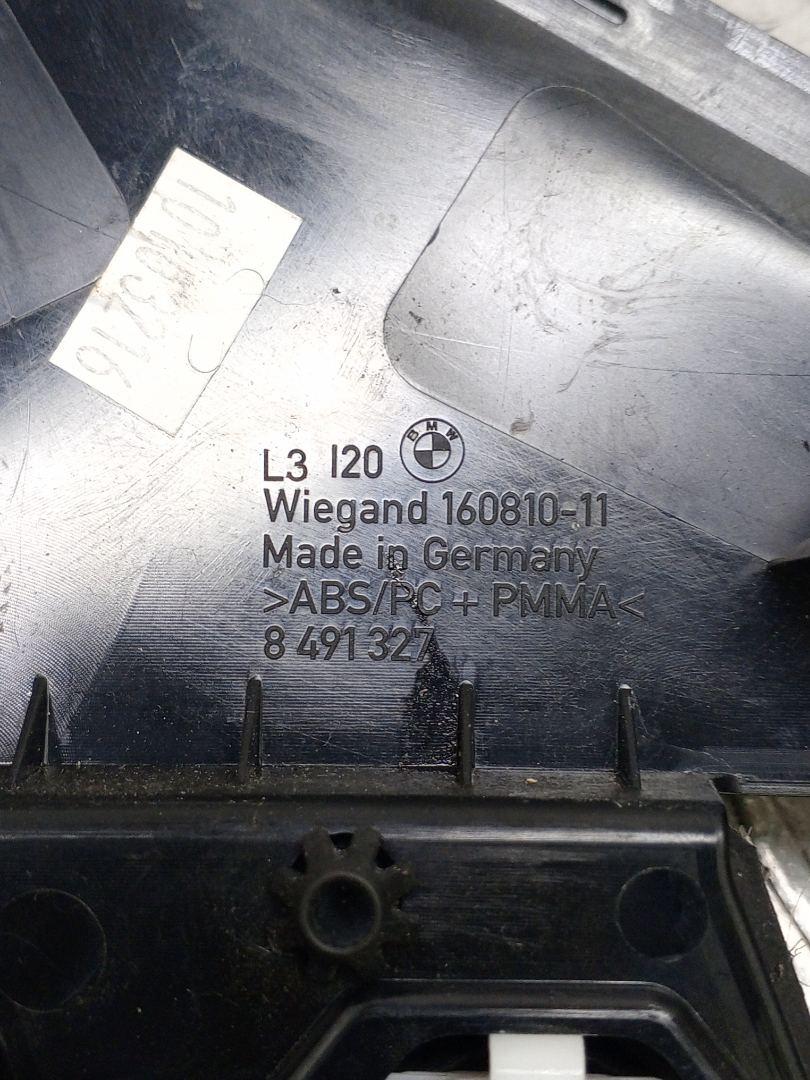 L3 I20 BMW
Wiegand 160810-11
Made in Germany
>ABS/PC + PMMA<
8 491 327